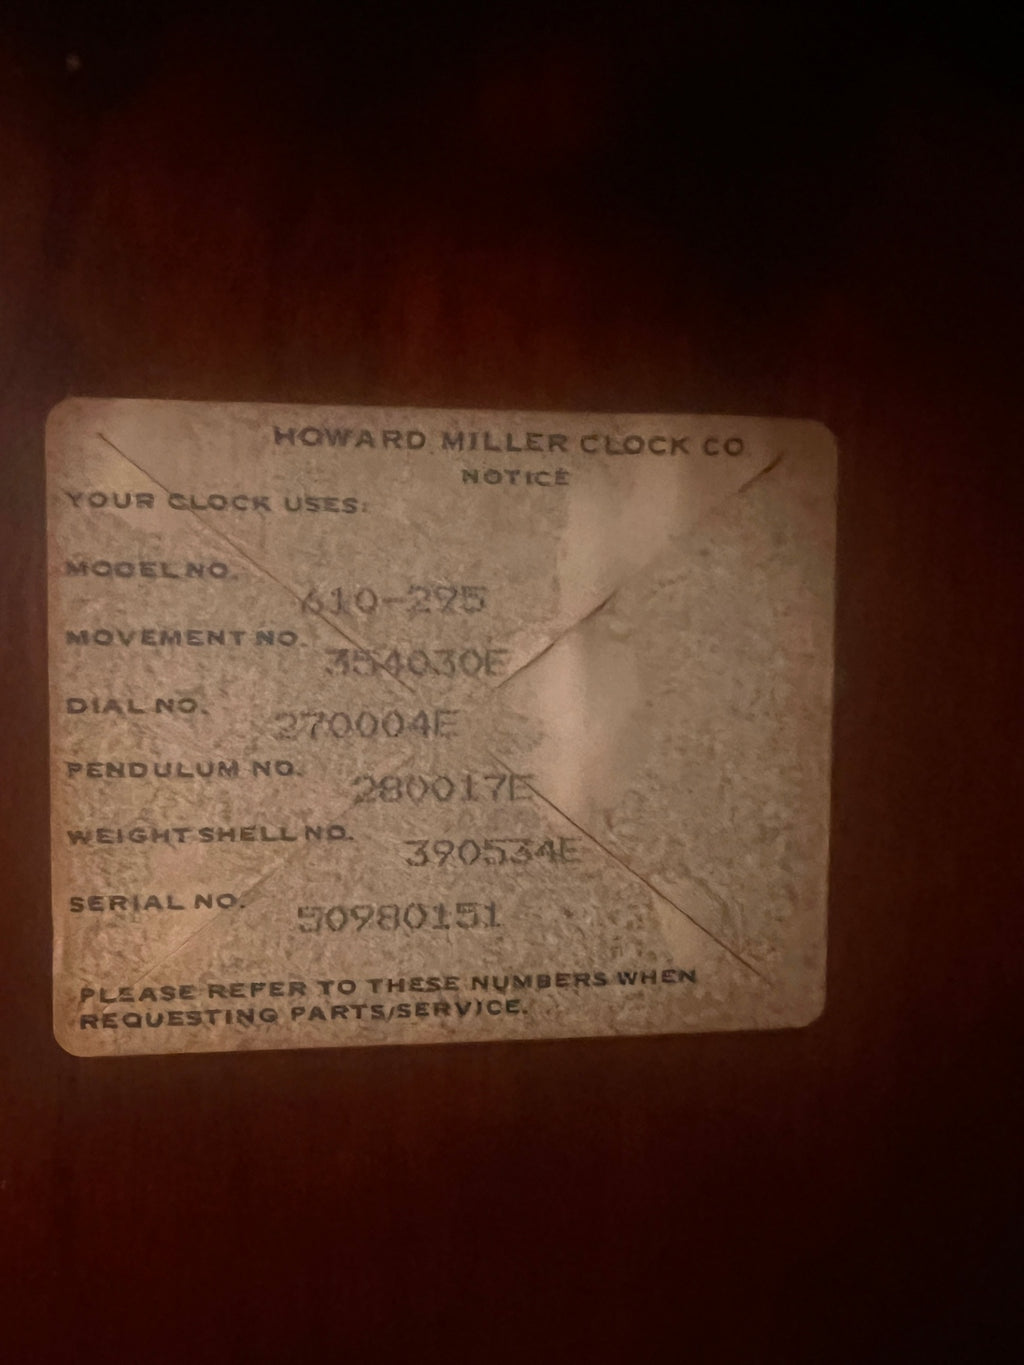 HOWARD MILLER CLOCK CO.
NOTICE
YOUR CLOCK USES:
MODEL NO. 610-295
MOVEMENT NO. 354030E
DIAL NO. 270004E
PENDULUM NO. 280017E
WEIGHT SHELL NO. 390534E
SERIAL NO. 50980151
PLEASE REFER TO THESE NUMBERS WHEN
REQUESTING PARTS/SERVICE.